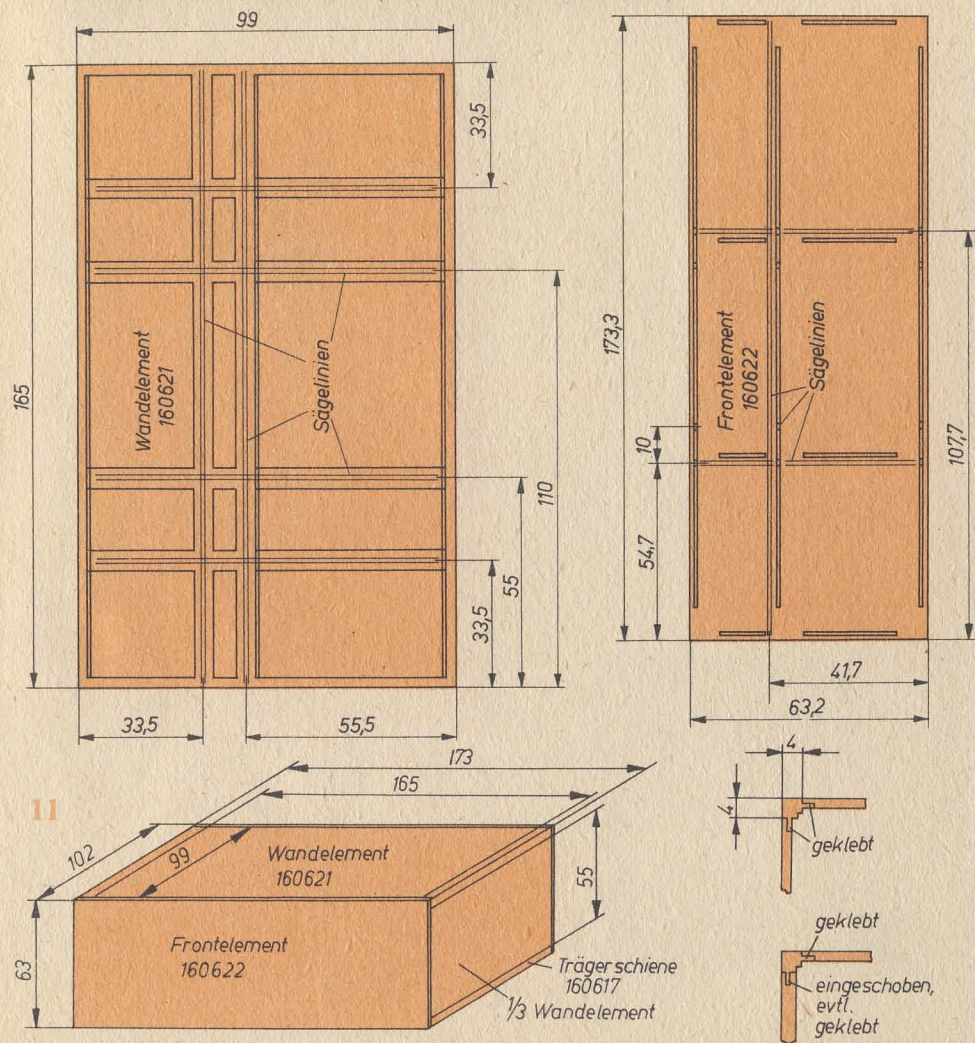 99
33,5
165
Wandelement
160621
Sägelinien
110
55
33,5
33,5
55,5
173,3
Frontelement
160622
Sägelinien
10
54,7
107,7
41,7
63,2
11
173
165
102
99
Wandelement
160621
55
63
Frontelement
160622
Trägerschiene
160617
1/3 Wandelement
4
4
geklebt
geklebt
eingeschoben,
evtl.
geklebt